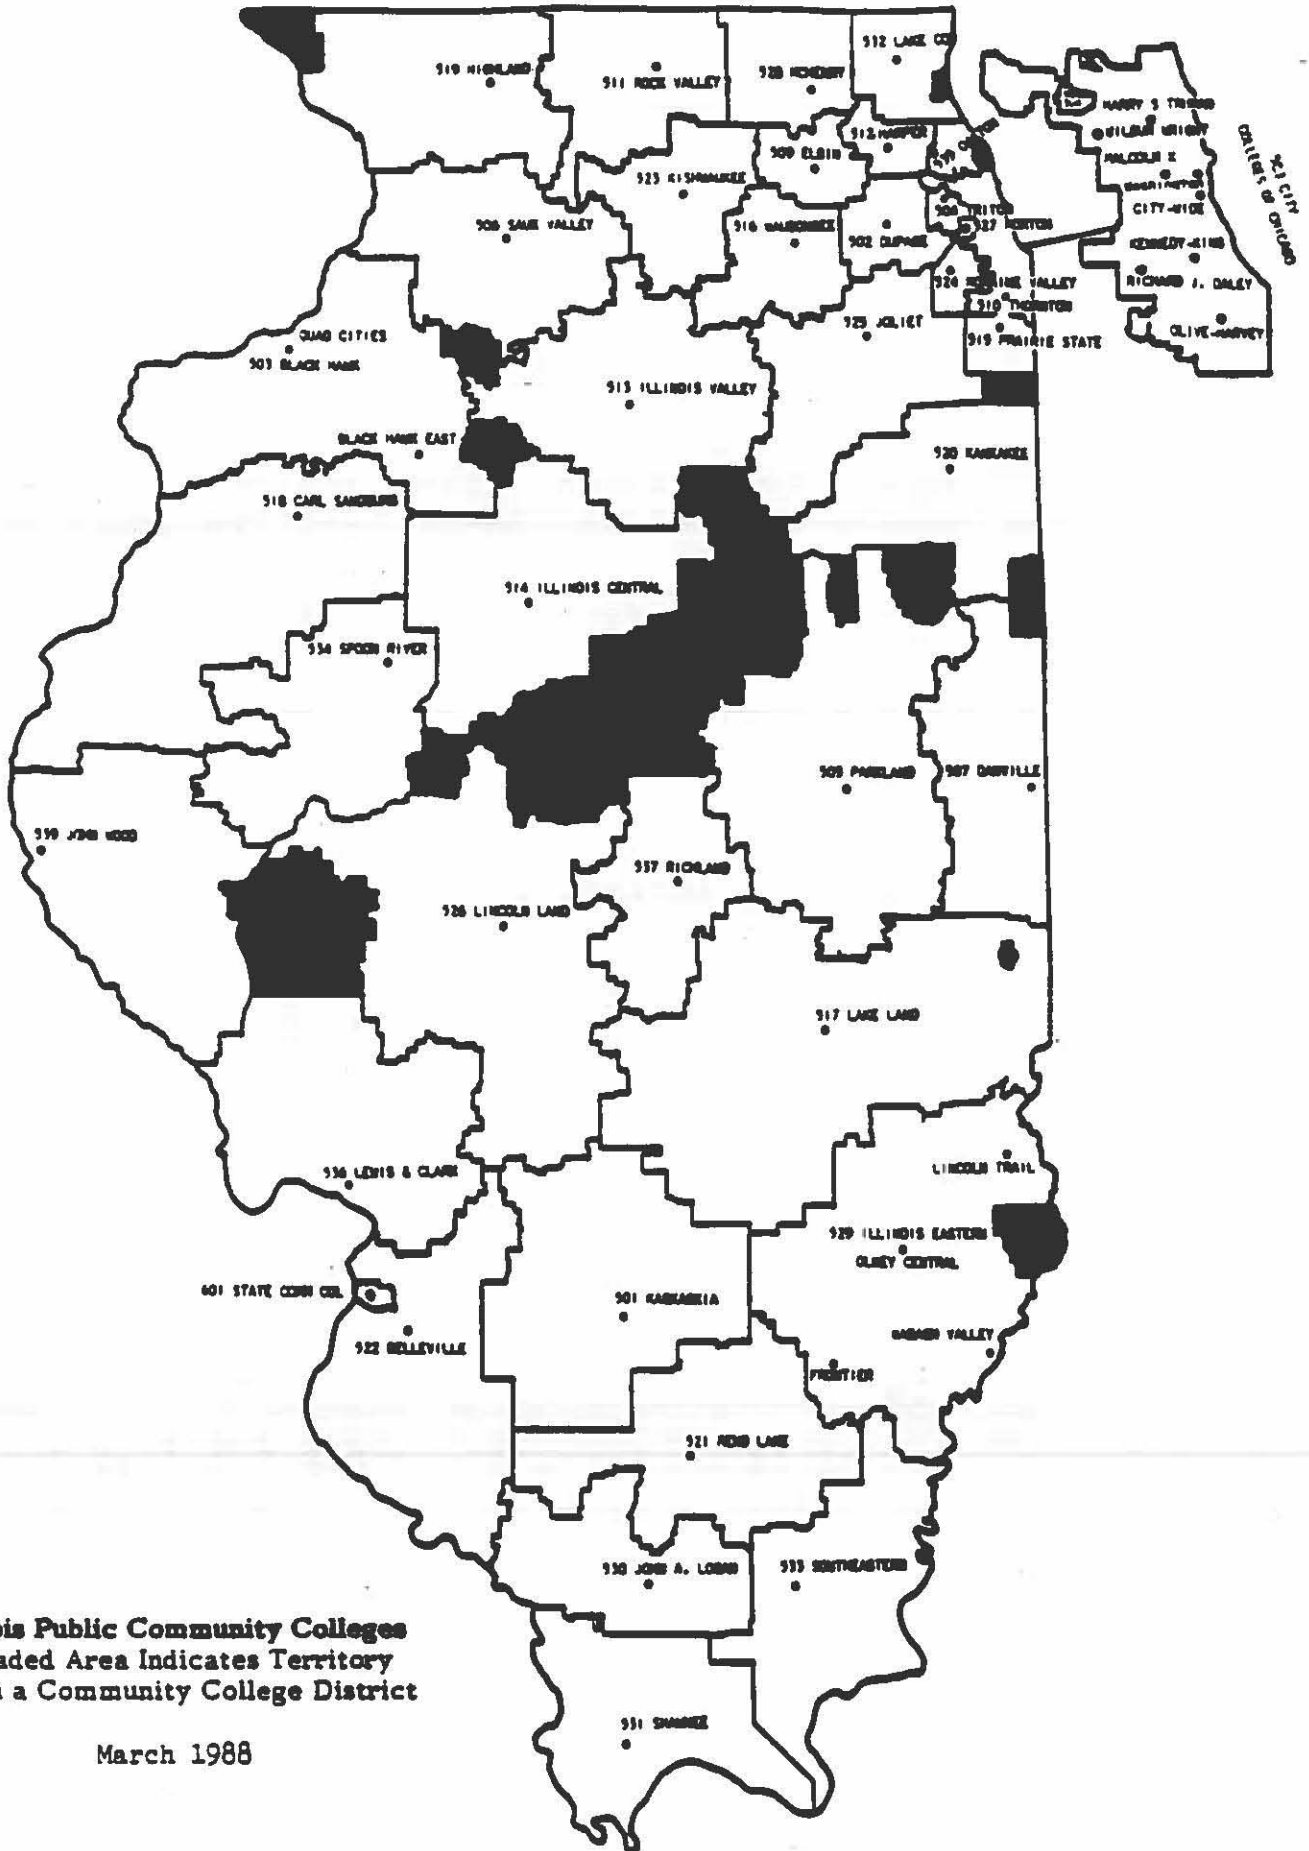 519 HIGHLAND
511 ROCK VALLEY
528 MCHENRY
532 LAKE CO
512 HARPER
509 ELGIN
523 KISHWAUKEE
506 SAUK VALLEY
516 WAUBONSEE
502 DUPAGE
504 TRITON
527 MORTON
524 MORAINE VALLEY
510 THORNTON
515 PRAIRIE STATE
525 JOLIET
HARRY S TRUMAN
WILBUR WRIGHT
MALCOLM X
WASHINGTON
CITY-WIDE
KENNEDY-KING
RICHARD J. DALEY
OLIVE-HARVEY
CITY
COLLEGES OF CHICAGO
QUAD CITIES
503 BLACK HAWK
513 ILLINOIS VALLEY
BLACK HAWK EAST
520 KANKAKEE
518 CARL SANDBURG
514 ILLINOIS CENTRAL
534 SPOON RIVER
505 PARKLAND
507 DANVILLE
539 JOHN WOOD
537 RICHLAND
526 LINCOLN LAND
517 LAKE LAND
LINCOLN TRAIL
536 LEWIS & CLARK
529 ILLINOIS EASTERN
OLNEY CENTRAL
601 STATE COMM COL
501 KASKASKIA
522 BELLEVILLE
WABASH VALLEY
FRONTIER
521 REND LAKE
530 JOHN A. LOGAN
533 SOUTHEASTERN
531 SHAWNEE
ois Public Community Colleges
aded Area Indicates Territory
a Community College District
March 1988